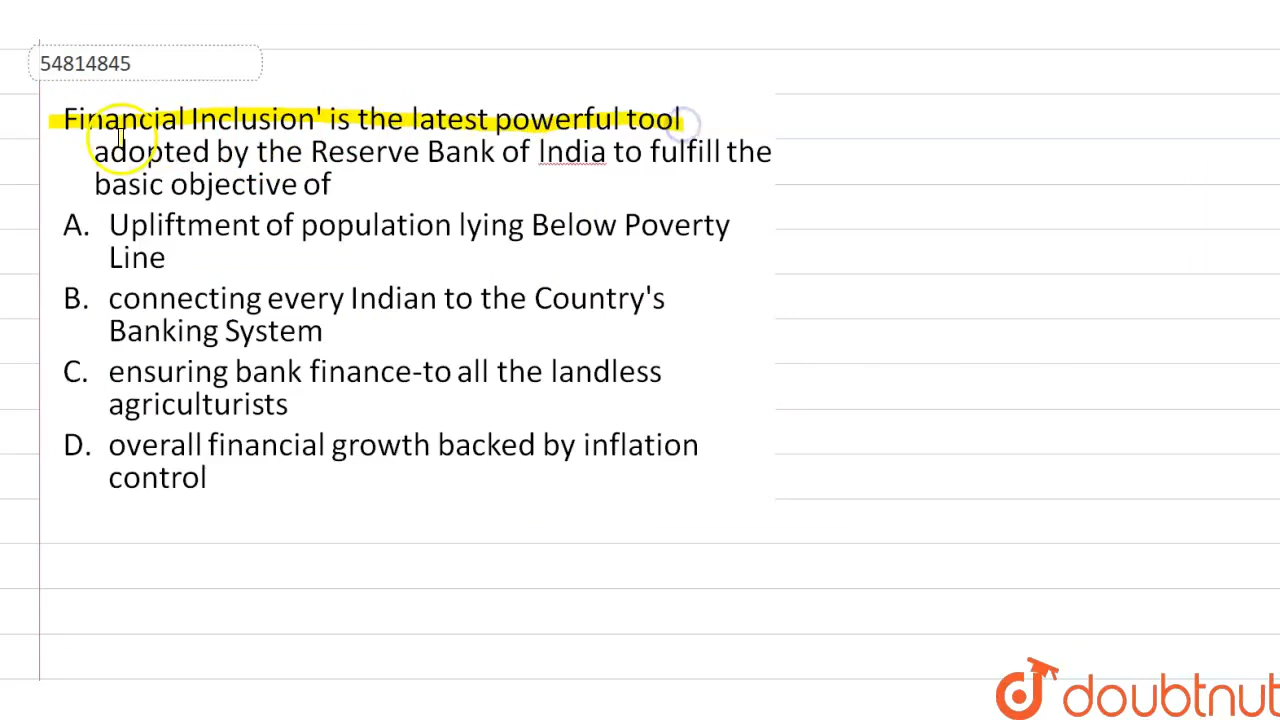 54814845
Financial Inclusion' is the latest powerful tool
adopted by the Reserve Bank of lndia to fulfill the
basic objective of
A. Upliftment of population lying Below Poverty
Line
B. connecting every Indian to the Country's
Banking System
C. ensuring bank finance-to all the landless
agriculturists
D. overall financial growth backed by inflation
control
doubtnut